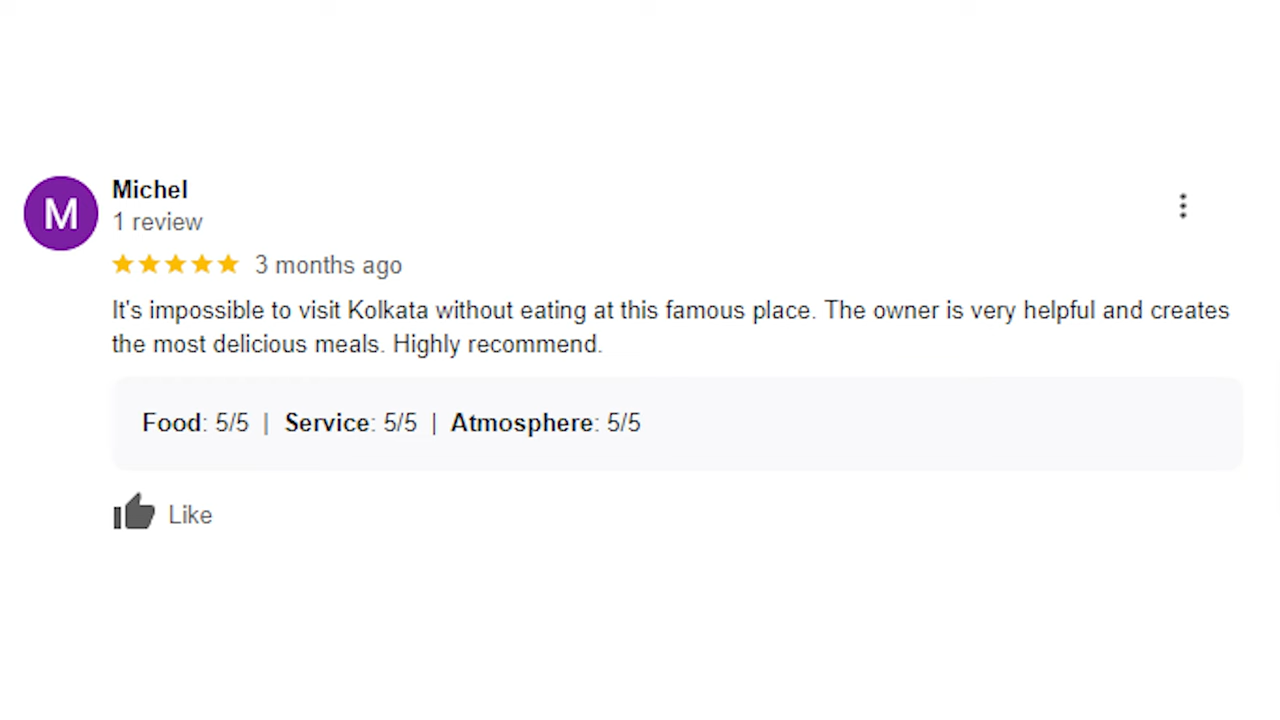 M
Michel
1 review
3 months ago
It's impossible to visit Kolkata without eating at this famous place. The owner is very helpful and creates
the most delicious meals. Highly recommend.
Food: 5/5 | Service: 5/5 | Atmosphere: 5/5
Like